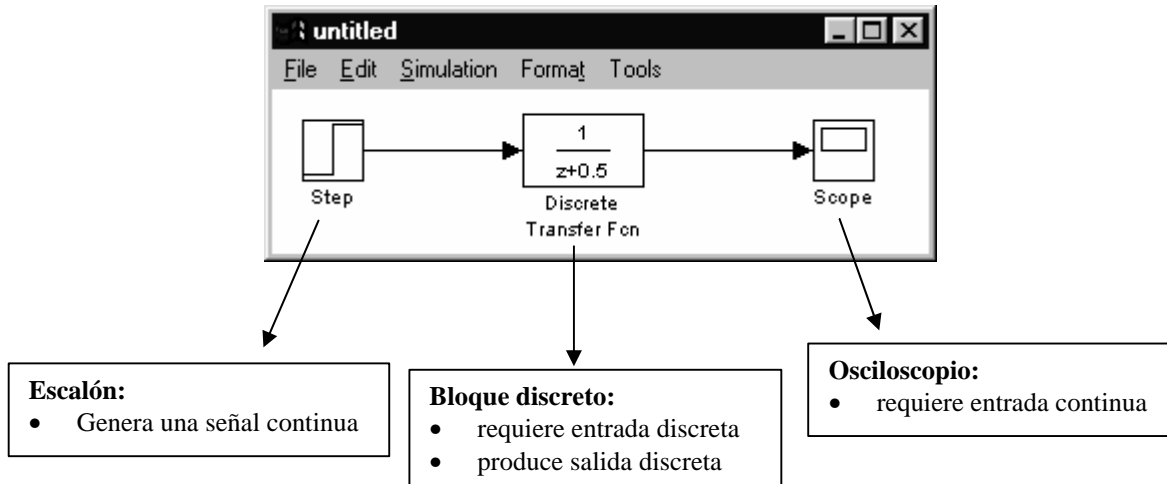 untitled
File Edit Simulation Format Tools
1
z+0.5
Step
Discrete
Transfer Fcn
Scope
Escalón:
• Genera una señal continua
Bloque discreto:
• requiere entrada discreta
• produce salida discreta
Osciloscopio:
• requiere entrada continua